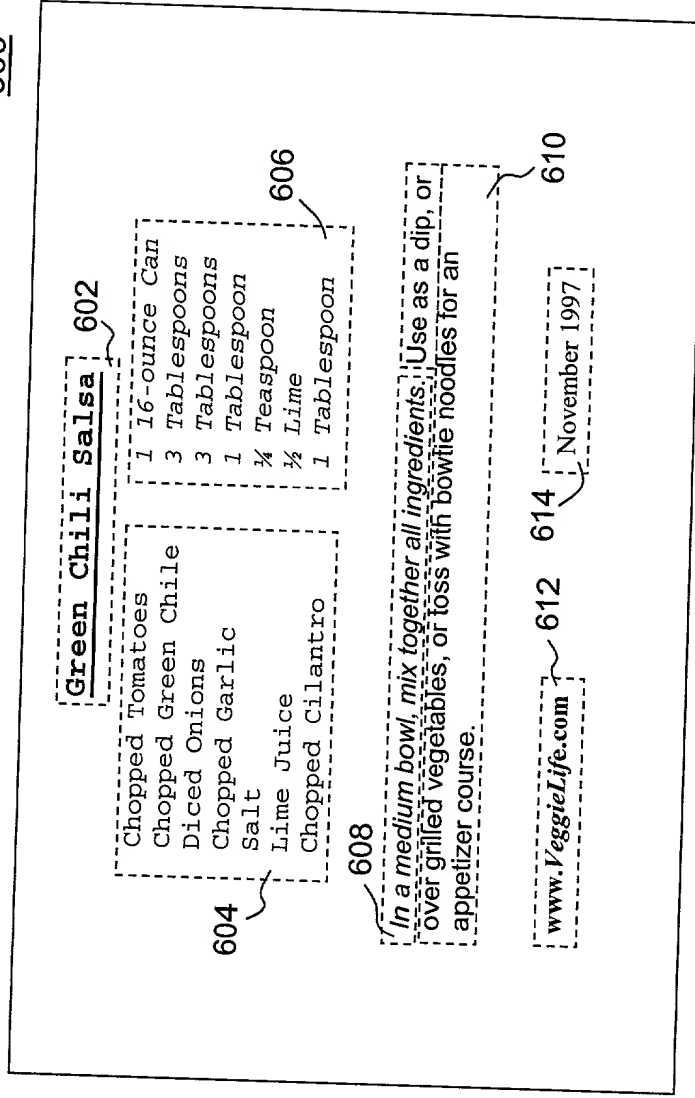 Green Chili Salsa
602
Chopped Tomatoes
Chopped Green Chile
Diced Onions
Chopped Garlic
Salt
Lime Juice
Chopped Cilantro
604
1 16-ounce Can
3 Tablespoons
3 Tablespoons
1 Tablespoon
¼ Teaspoon
½ Lime
1 Tablespoon
606
608
In a medium bowl, mix together all ingredients. Use as a dip, or
over grilled vegetables, or toss with bowtie noodles for an
appetizer course.
610
www.VeggieLife.com
612
614
November 1997